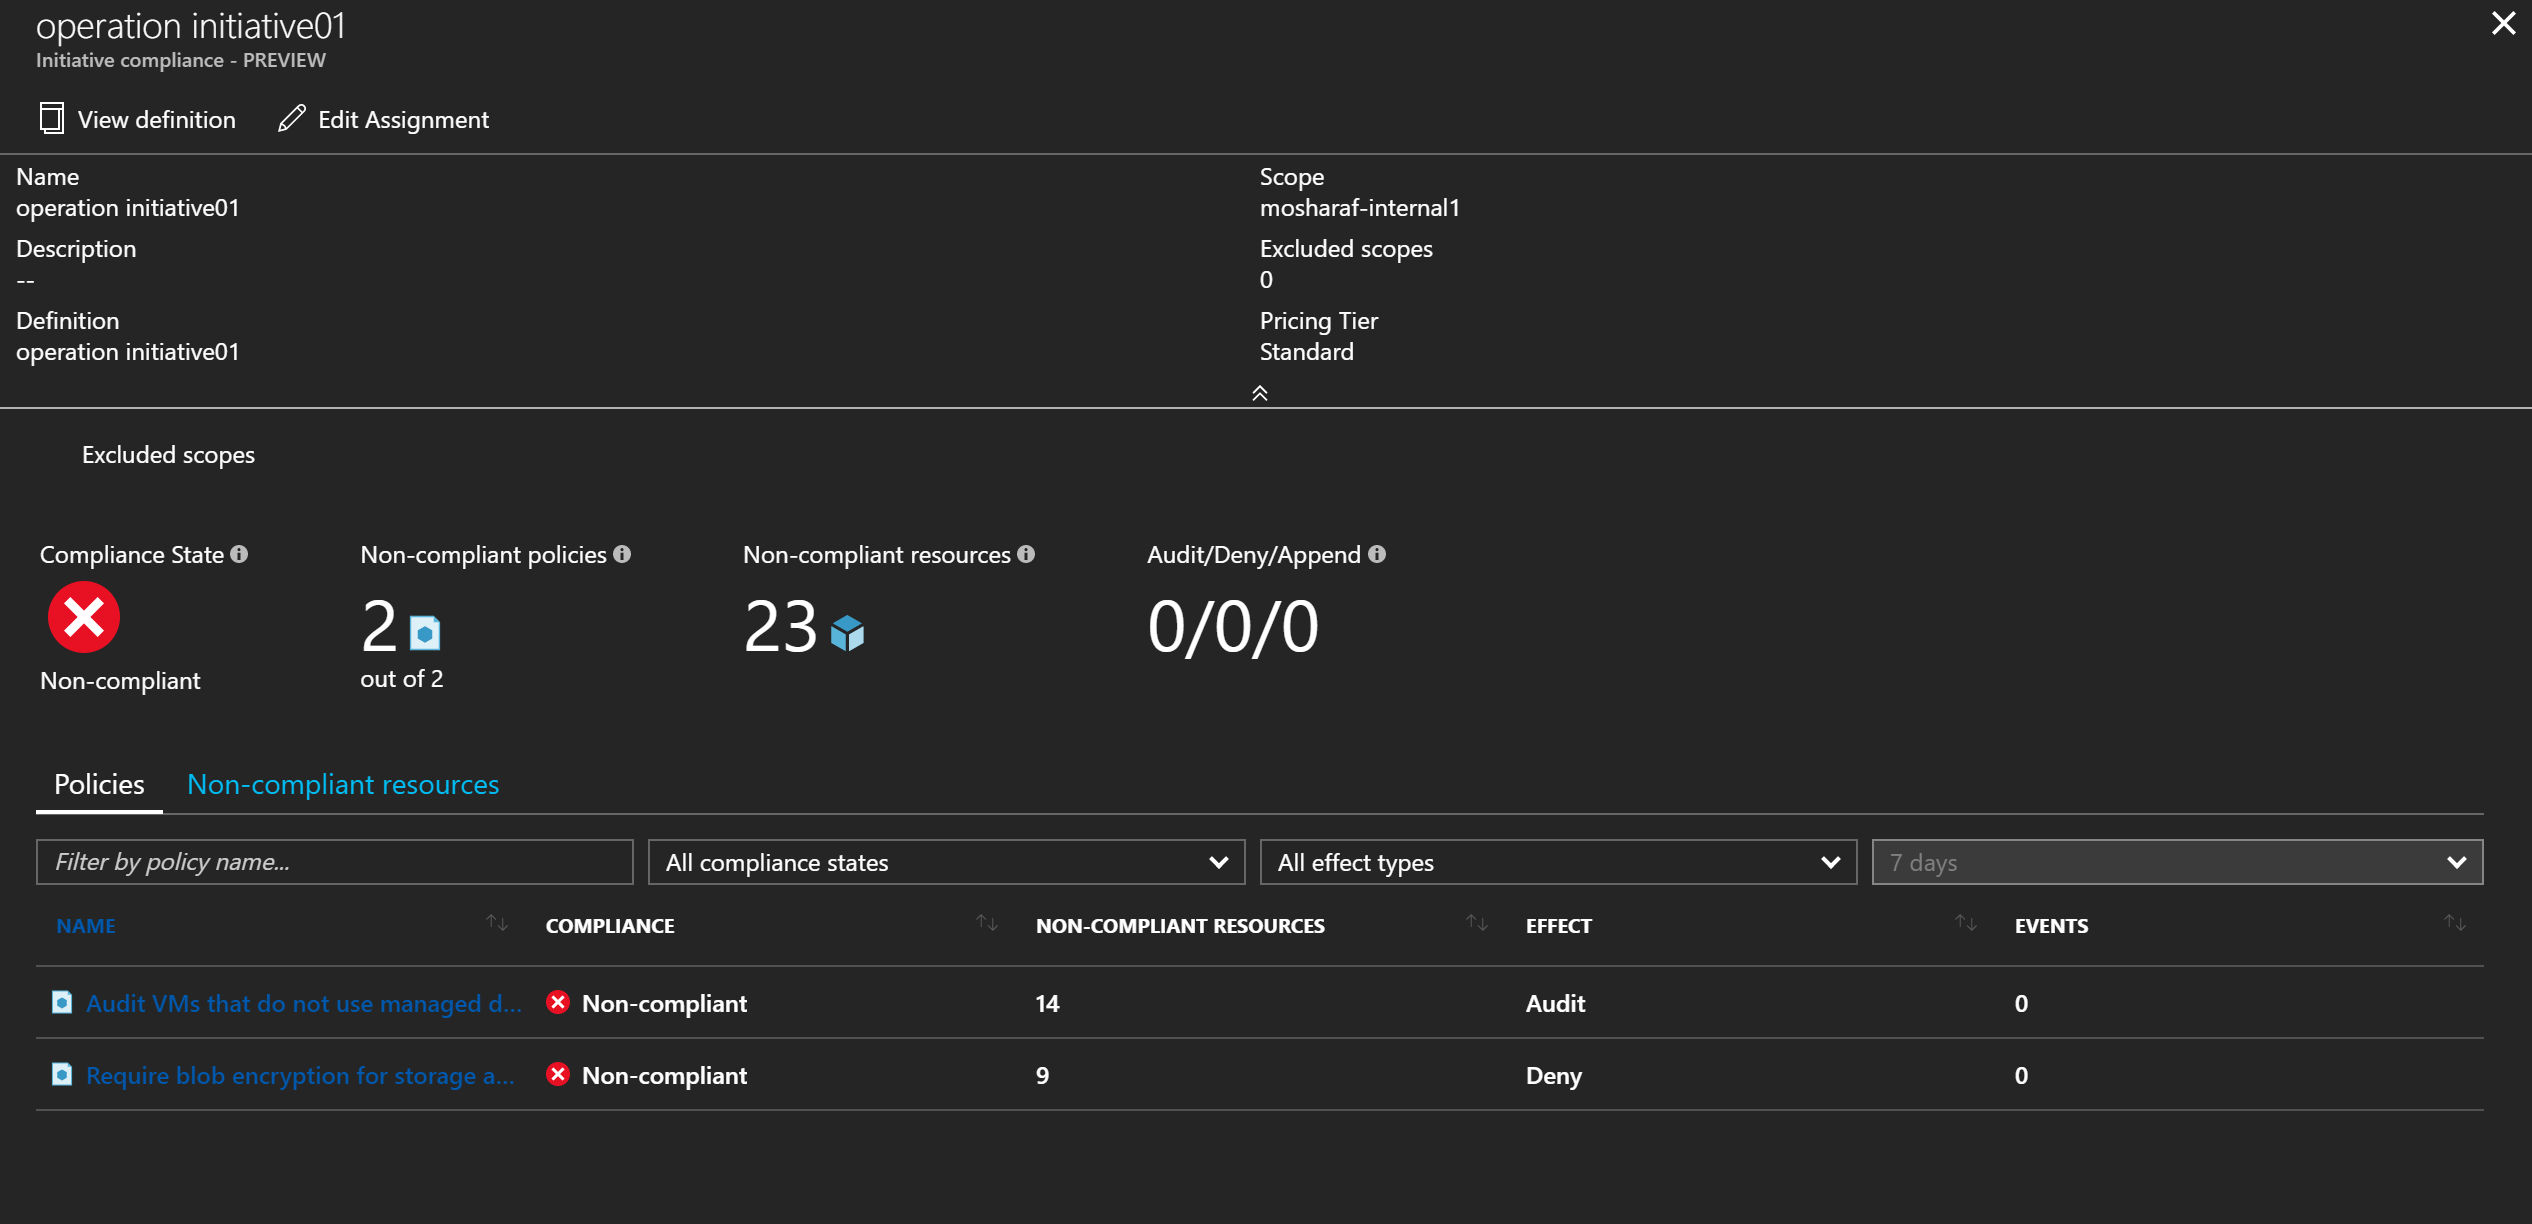 operation initiative01
Initiative compliance - PREVIEW
View definition
Edit Assignment
Name
operation initiative01
Description
--
Definition
operation initiative01
Scope
mosharaf-internal1
Excluded scopes
0
Pricing Tier
Standard
Excluded scopes
Compliance State
Non-compliant
Non-compliant policies
2
out of 2
Non-compliant resources
23
Audit/Deny/Append
0/0/0
Policies Non-compliant resources
Filter by policy name... All compliance states All effect types 7 days
NAME COMPLIANCE NON-COMPLIANT RESOURCES EFFECT EVENTS
Audit VMs that do not use managed d... Non-compliant 14 Audit 0
Require blob encryption for storage a... Non-compliant 9 Deny 0